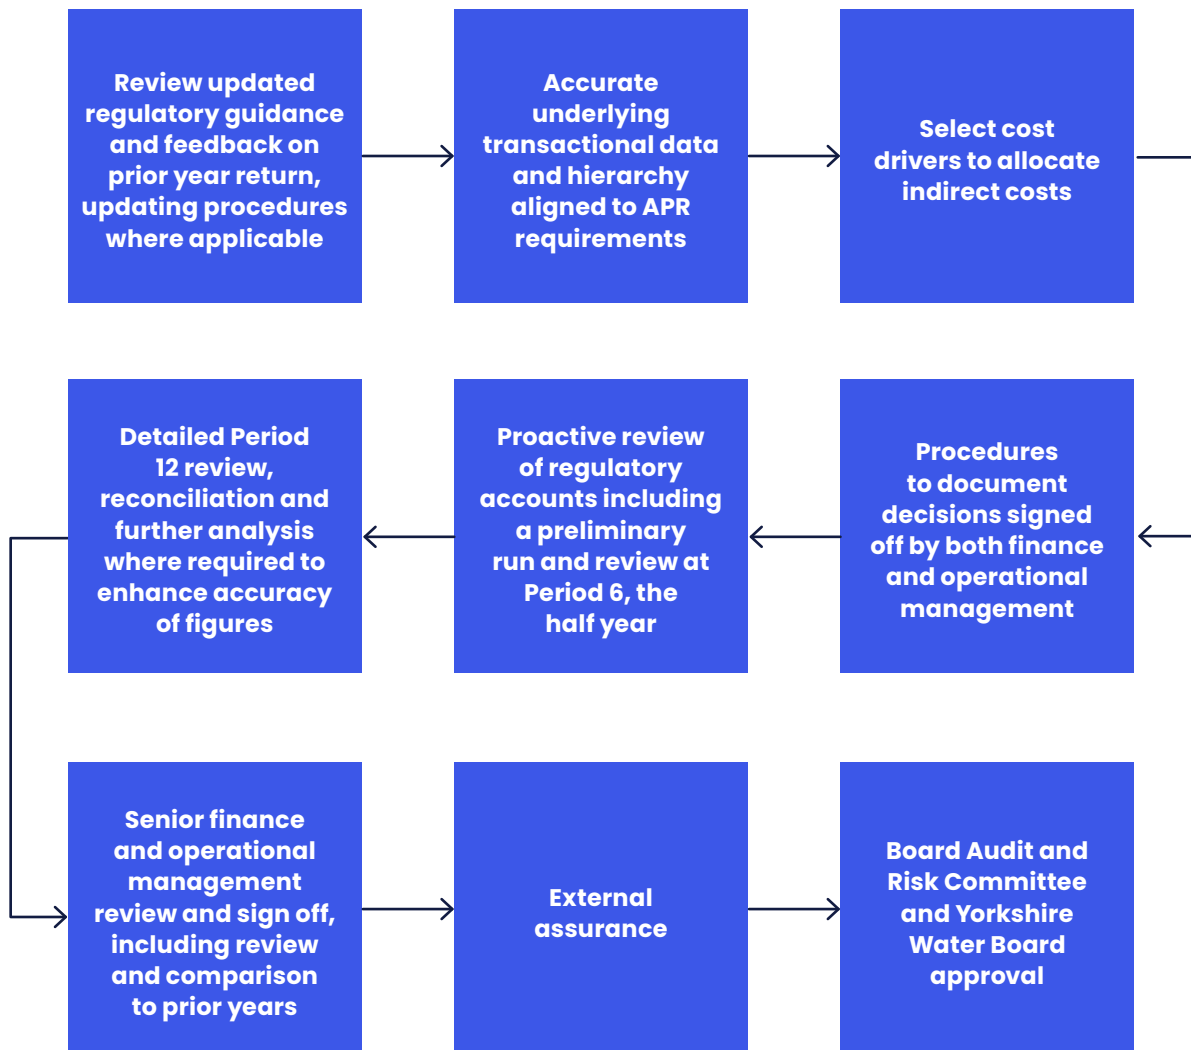 Review updated
regulatory guidance
and feedback on
prior year return,
updating procedures
where applicable
Accurate
underlying
transactional data
and hierarchy
aligned to APR
requirements
Select cost
drivers to allocate
indirect costs
Procedures
to document
decisions signed
off by both finance
and operational
management
Proactive review
of regulatory
accounts including
a preliminary
run and review at
Period 6, the
half year
Detailed Period
12 review,
reconciliation and
further analysis
where required to
enhance accuracy
of figures
Senior finance
and operational
management
review and sign off,
including review
and comparison
to prior years
External
assurance
Board Audit and
Risk Committee
and Yorkshire
Water Board
approval